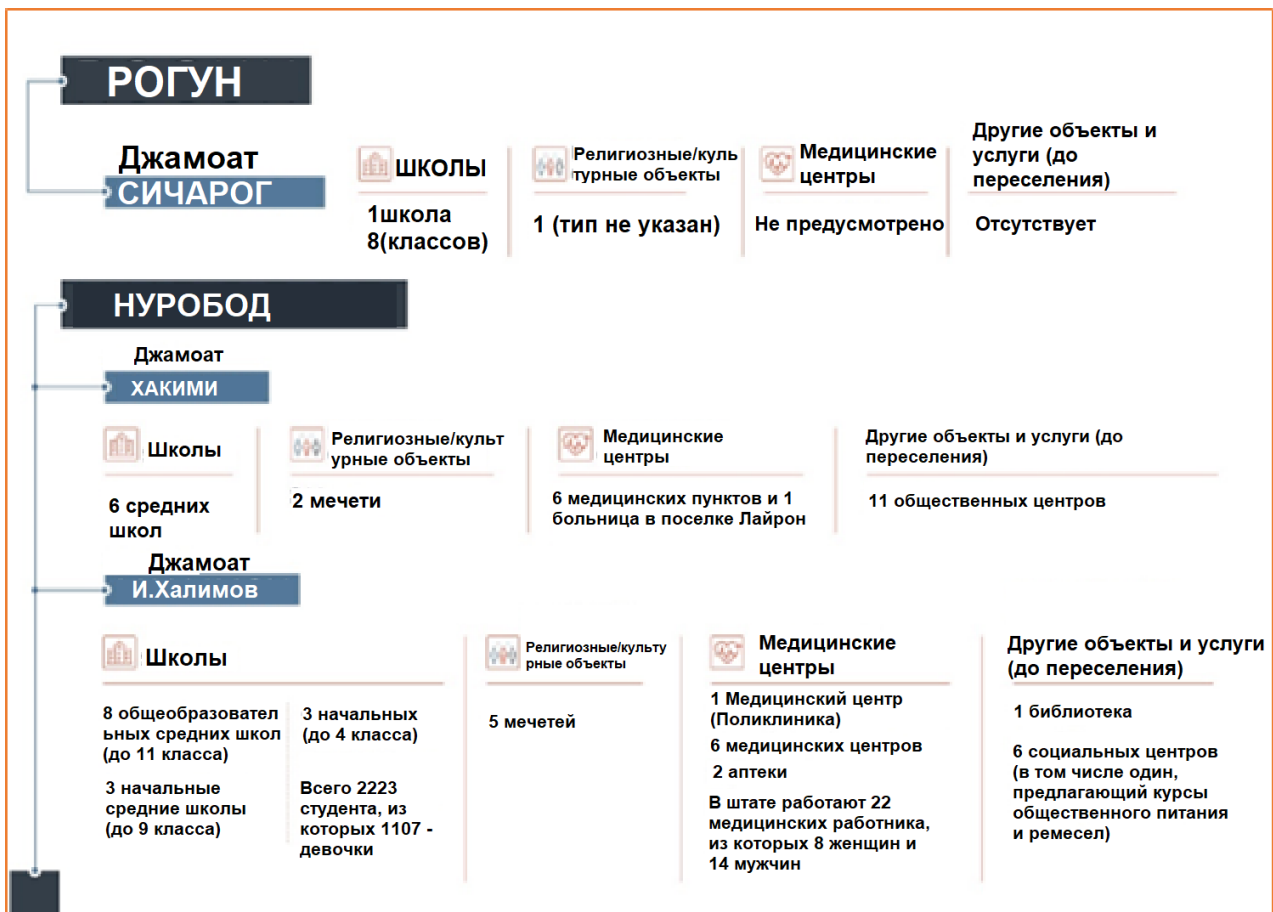 РОГУН
Джамоат
СИЧАРОГ
ШКОЛЫ
1школа
8(классов)
Религиозные/куль
турные объекты
1 (тип не указан)
Медицинские
центры
Не предусмотрено
Другие объекты и
услуги (до
переселения)
Отсутствует
НУРОБОД
Джамоат
ХАКИМИ
Школы
6 средних
школ
Религиозные/культ
урные объекты
2 мечети
Медицинские
центры
6 медицинских пунктов и 1
больница в поселке Лайрон
Другие объекты и услуги (до
переселения)
11 общественных центров
Джамоат
И.Халимов
Школы
8 общеобразовател
ьных средних школ
(до 11 класса)
3 начальные
средние школы
(до 9 класса)
3 начальных
(до 4 класса)
Всего 2223
студента, из
которых 1107 -
девочки
Религиозные/культу
рные объекты
5 мечетей
Медицинские
центры
1 Медицинский центр
(Поликлиника)
6 медицинских центров
2 аптеки
В штате работают 22
медицинских работника,
из которых 8 женщин и
14 мужчин
Другие объекты и услуги
(до переселения)
1 библиотека
6 социальных центров
(в том числе один,
предлагающий курсы
общественного питания
и ремесел)